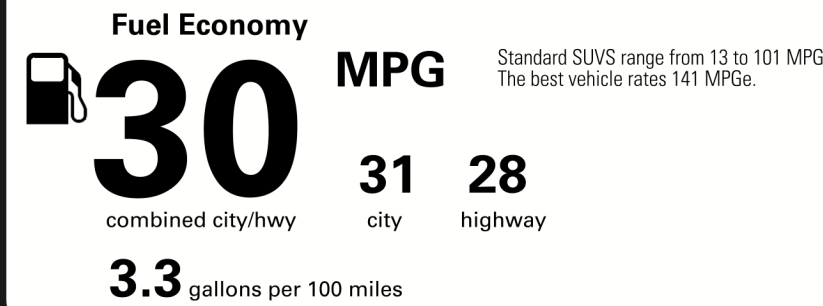 Fuel Economy
30 MPG
Standard SUVS range from 13 to 101 MPG
The best vehicle rates 141 MPGe.
combined city/hwy
31 city
28 highway
3.3 gallons per 100 miles